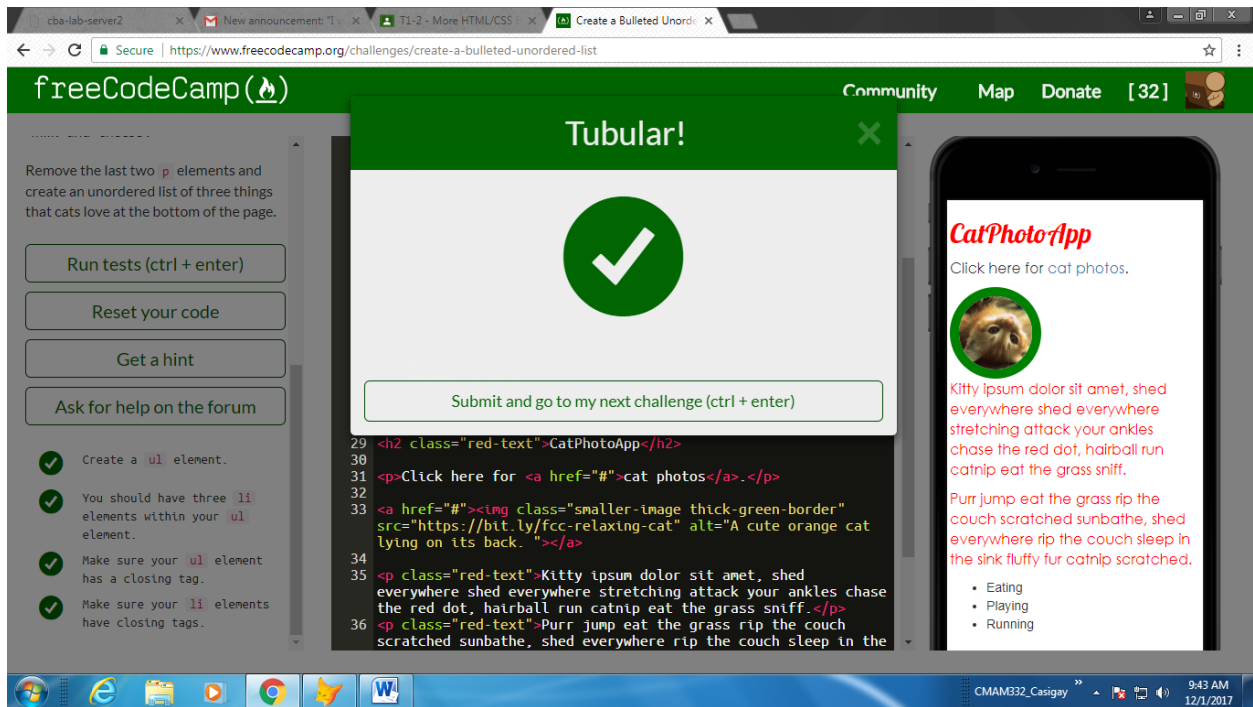 cba-lab-server2
New announcement: "I
T1-2 - More HTML/CSS
Create a Bulleted Unorde
Secure | https://www.freecodecamp.org/challenges/create-a-bulleted-unordered-list
freeCodeCamp
Community Map Donate [ 32 ]
Remove the last two p elements and
create an unordered list of three things
that cats love at the bottom of the page.
Run tests (ctrl + enter)
Reset your code
Get a hint
Ask for help on the forum
Create a ul element.
You should have three li
elements within your ul
element.
Make sure your ul element
has a closing tag.
Make sure your li elements
have closing tags.
Tubular!
Submit and go to my next challenge (ctrl + enter)
29 <h2 class="red-text">CatPhotoApp</h2>
30
31 <p>Click here for <a href="#">cat photos</a>.</p>
32
33 <a href="#"><img class="smaller-image thick-green-border"
src="https://bit.ly/fcc-relaxing-cat" alt="A cute orange cat
lying on its back. "></a>
34
35 <p class="red-text">Kitty ipsum dolor sit amet, shed
everywhere shed everywhere stretching attack your ankles chase
the red dot, hairball run catnip eat the grass sniff.</p>
36 <p class="red-text">Purr jump eat the grass rip the couch
scratched sunbathe, shed everywhere rip the couch sleep in the
CatPhotoApp
Click here for cat photos.
Kitty ipsum dolor sit amet, shed
everywhere shed everywhere
stretching attack your ankles
chase the red dot, hairball run
catnip eat the grass sniff.
Purr jump eat the grass rip the
couch scratched sunbathe, shed
everywhere rip the couch sleep in
the sink fluffy fur catnip scratched.
• Eating
• Playing
• Running
CMAM332_Casigay
9:43 AM
12/1/2017